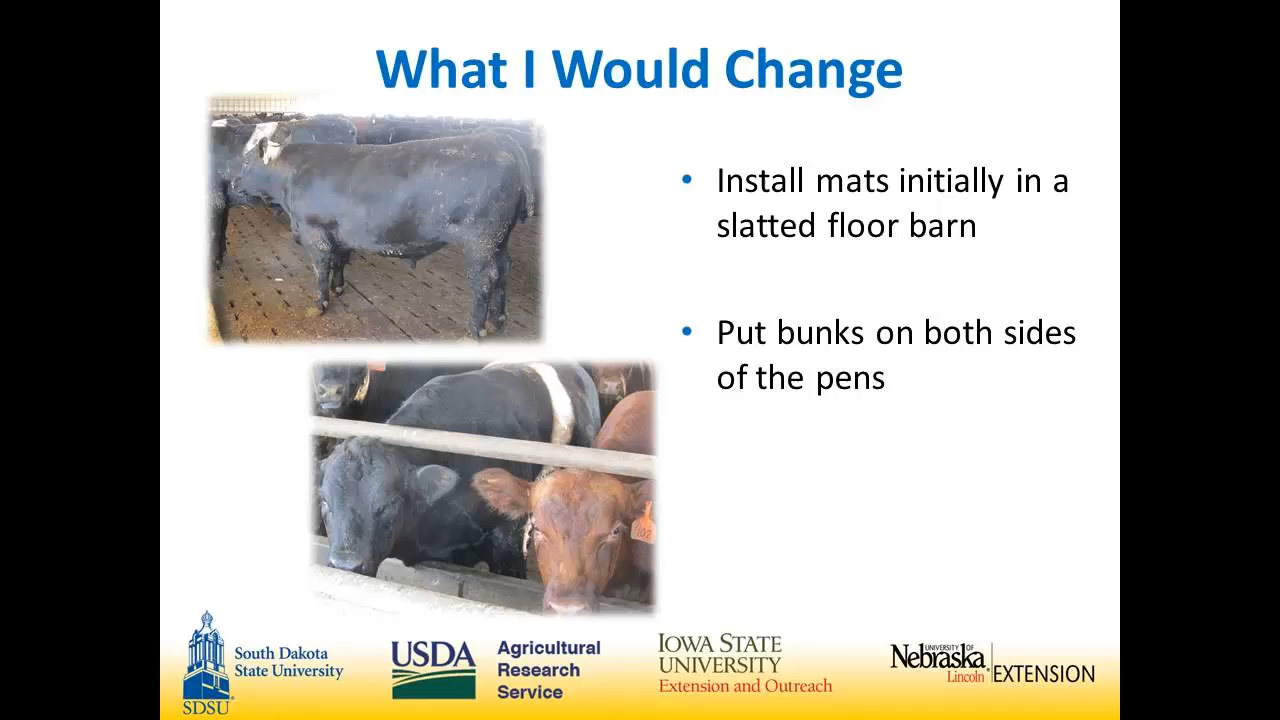 What I Would Change
• Install mats initially in a
slatted floor barn
• Put bunks on both sides
of the pens
102
South Dakota
State University
SDSU
USDA
Agricultural
Research
Service
IOWA STATE
UNIVERSITY
Extension and Outreach
UNIVERSITY OF
Nebraska
Lincoln
EXTENSION